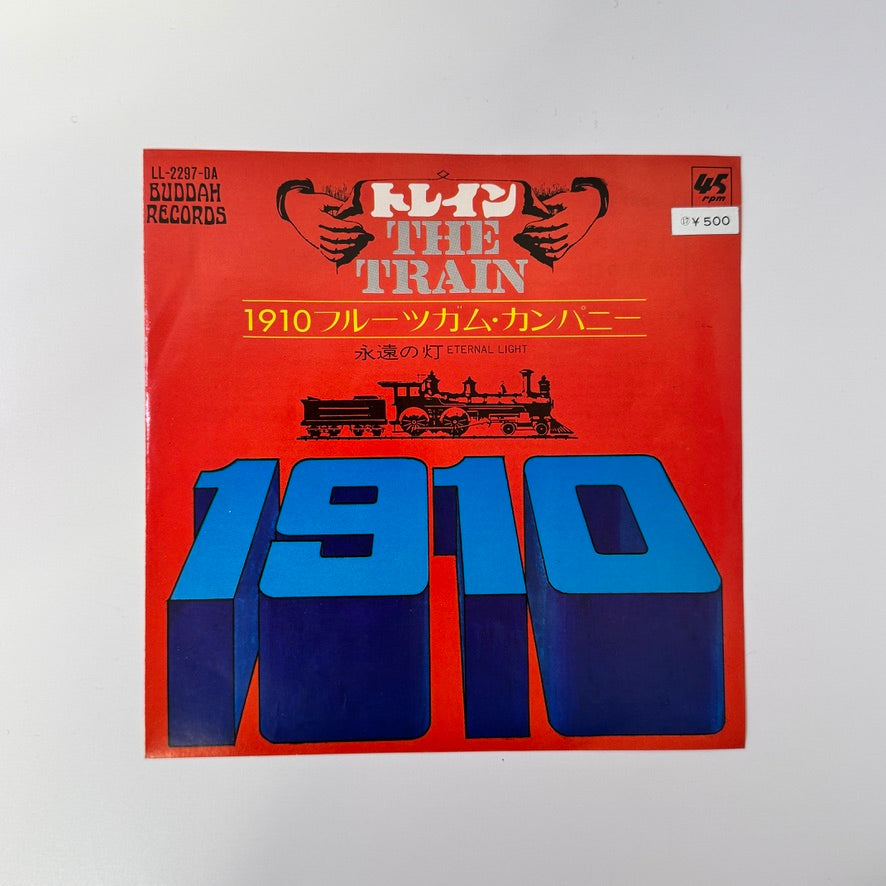 LL-2297-DA
BUDDAH
RECORDS
トレイン
THE
TRAIN
45
rpm
⑰¥500
1910フルーツガム・カンパニー
永遠の灯 ETERNAL LIGHT
1910